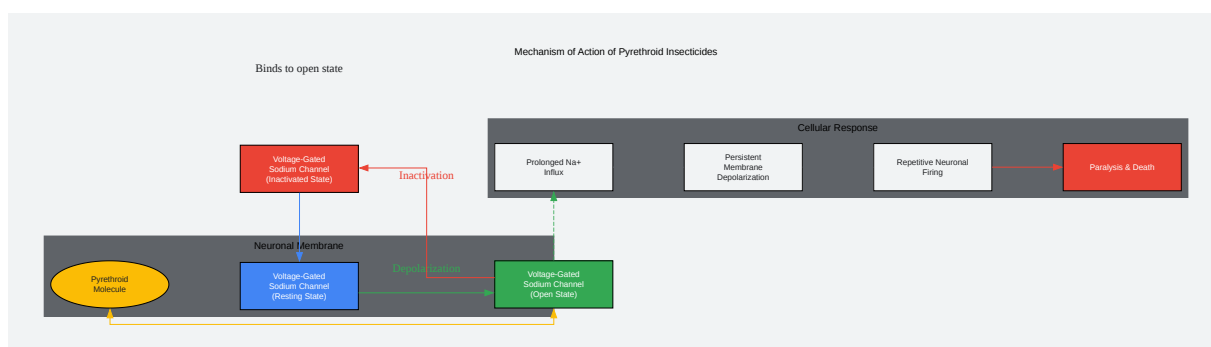 Mechanism of Action of Pyrethroid Insecticides
Binds to open state
Cellular Response
Voltage-Gated
Sodium Channel
(Inactivated State)
Inactivation
Prolonged Na+
Influx
Persistent
Membrane
Depolarization
Repetitive Neuronal
Firing
Paralysis & Death
Neuronal Membrane
Pyrethroid
Molecule
Voltage-Gated
Sodium Channel
(Resting State)
Depolarization
Voltage-Gated
Sodium Channel
(Open State)